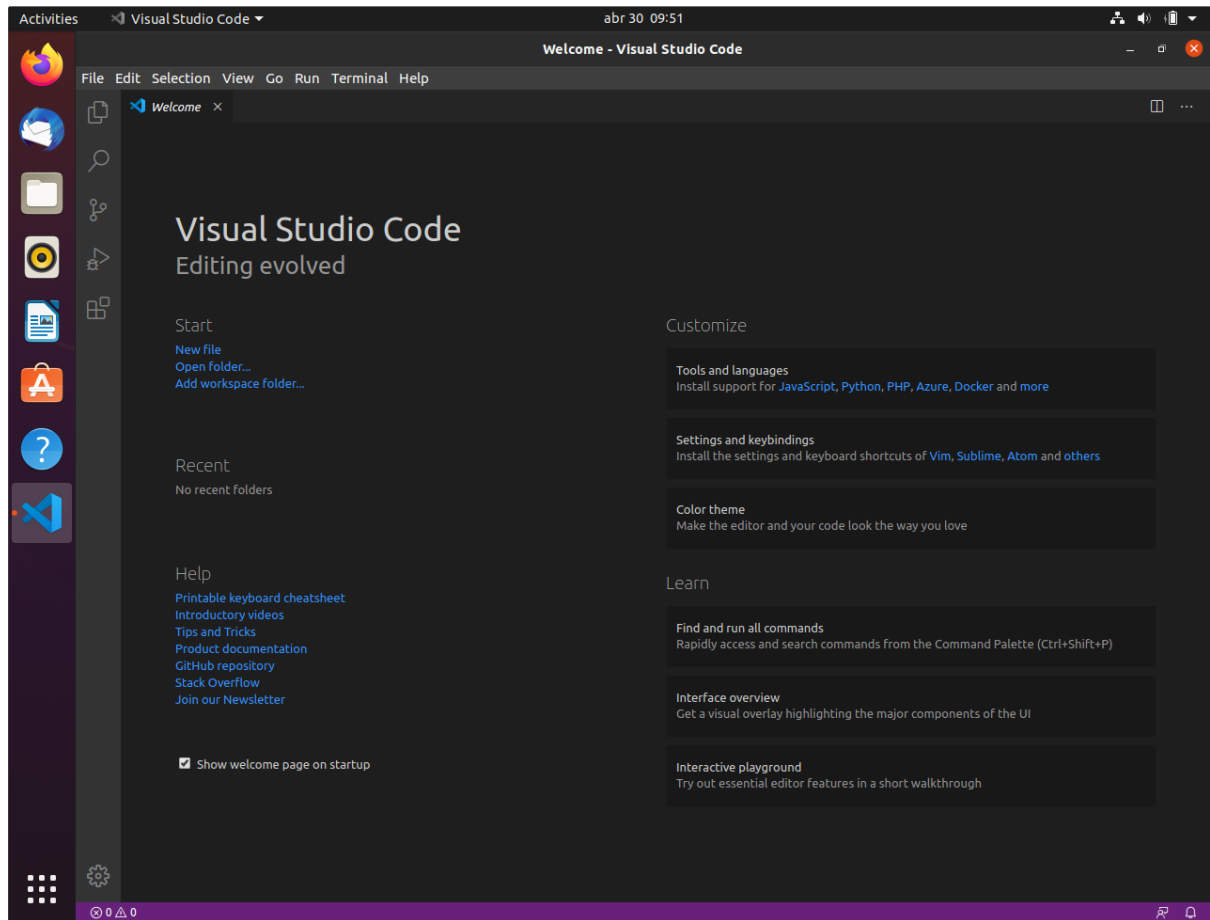 Activities
Visual Studio Code
abr 30 09:51
Welcome - Visual Studio Code
File Edit Selection View Go Run Terminal Help
Welcome
Visual Studio Code
Editing evolved
Start
New file
Open folder...
Add workspace folder...
Recent
No recent folders
Help
Printable keyboard cheatsheet
Introductory videos
Tips and Tricks
Product documentation
GitHub repository
Stack Overflow
Join our Newsletter
Show welcome page on startup
Customize
Tools and languages
Install support for JavaScript, Python, PHP, Azure, Docker and more
Settings and keybindings
Install the settings and keyboard shortcuts of Vim, Sublime, Atom and others
Color theme
Make the editor and your code look the way you love
Learn
Find and run all commands
Rapidly access and search commands from the Command Palette (Ctrl+Shift+P)
Interface overview
Get a visual overlay highlighting the major components of the UI
Interactive playground
Try out essential editor features in a short walkthrough
0 0